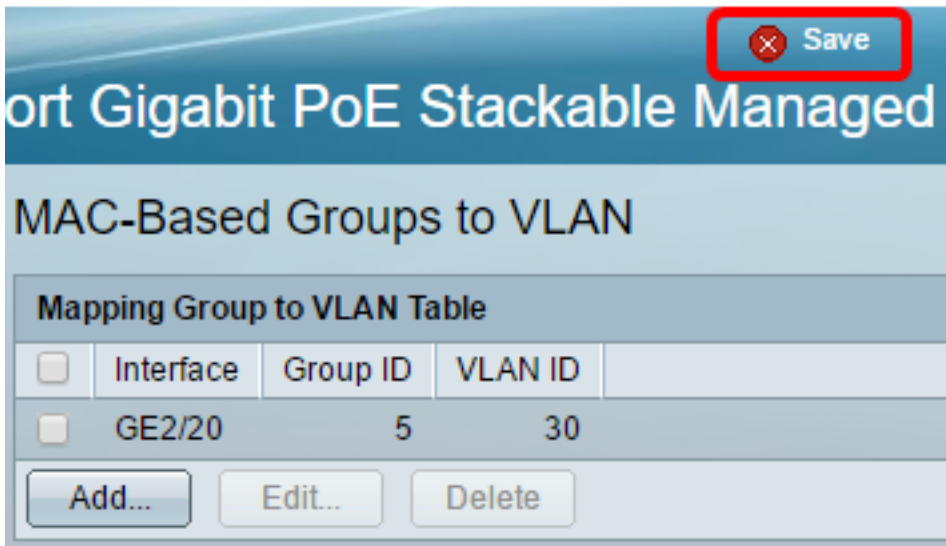 Save
ort Gigabit PoE Stackable Managed
MAC-Based Groups to VLAN
Mapping Group to VLAN Table
Interface Group ID VLAN ID
GE2/20 5 30
Add... Edit... Delete